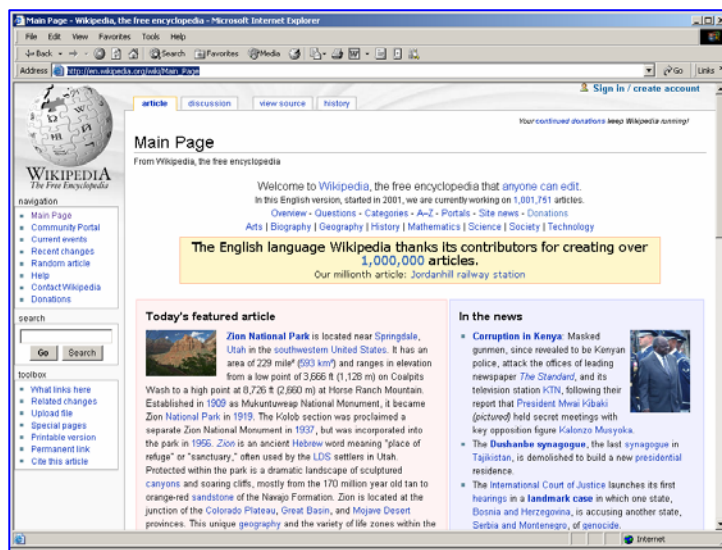 Main Page - Wikipedia, the free encyclopedia - Microsoft Internet Explorer
File Edit View Favorites Tools Help
Back Search Favorites Media
Address http://en.wikipedia.org/wiki/Main_Page Go Links
Sign in / create account
article discussion view source history
Your continued donations keep Wikipedia running!
WIKIPEDIA
The Free Encyclopedia
navigation
Main Page
Community Portal
Current events
Recent changes
Random article
Help
Contact Wikipedia
Donations
search
Go Search
toolbox
What links here
Related changes
Upload file
Special pages
Printable version
Permanent link
Cite this article
Main Page
From Wikipedia, the free encyclopedia
Welcome to Wikipedia, the free encyclopedia that anyone can edit.
In this English version, started in 2001, we are currently working on 1,001,751 articles.
Overview - Questions - Categories - A–Z - Portals - Site news - Donations
Arts | Biography | Geography | History | Mathematics | Science | Society | Technology
The English language Wikipedia thanks its contributors for creating over
1,000,000 articles.
Our millionth article: Jordanhill railway station
Today's featured article
Zion National Park is located near Springdale,
Utah in the southwestern United States. It has an
area of 229 mile² (593 km²) and ranges in elevation
from a low point of 3,666 ft (1,128 m) on Coalpits
Wash to a high point at 8,726 ft (2,660 m) at Horse Ranch Mountain.
Established in 1909 as Mukuntuweap National Monument, it became
Zion National Park in 1919. The Kolob section was proclaimed a
separate Zion National Monument in 1937, but was incorporated into
the park in 1956. Zion is an ancient Hebrew word meaning "place of
refuge" or "sanctuary," often used by the LDS settlers in Utah.
Protected within the park is a dramatic landscape of sculptured
canyons and soaring cliffs, mostly from the 170 million year old tan to
orange-red sandstone of the Navajo Formation. Zion is located at the
junction of the Colorado Plateau, Great Basin, and Mojave Desert
provinces. This unique geography and the variety of life zones within the
In the news
Corruption in Kenya: Masked
gunmen, since revealed to be Kenyan
police, attack the offices of leading
newspaper The Standard, and its
television station KTN, following their
report that President Mwai Kibaki
(pictured) held secret meetings with
key opposition figure Kalonzo Musyoka.
The Dushanbe synagogue, the last synagogue in
Tajikistan, is demolished to build a new presidential
residence.
The International Court of Justice launches its first
hearings in a landmark case in which one state,
Bosnia and Herzegovina, is accusing another state,
Serbia and Montenegro, of genocide.
Internet